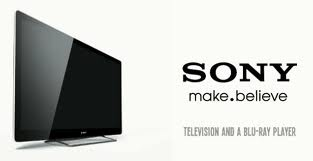 SONY
make.believe
TELEVISION AND A BLU-RAY PLAYER